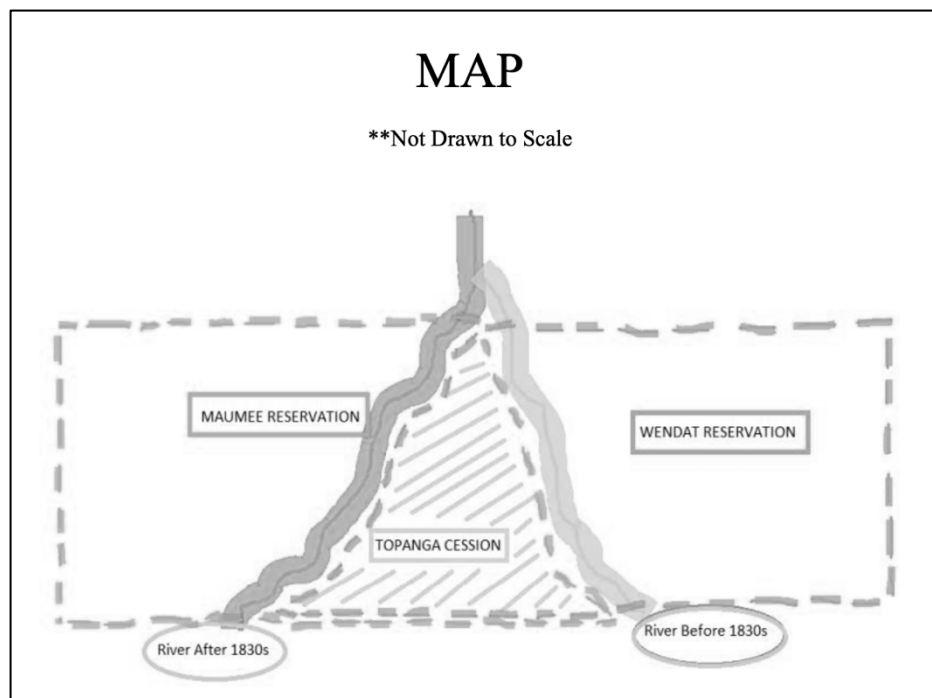 MAP
**Not Drawn to Scale
MAUMEE RESERVATION
WENDAT RESERVATION
TOPANGA CESSION
River After 1830s
River Before 1830s